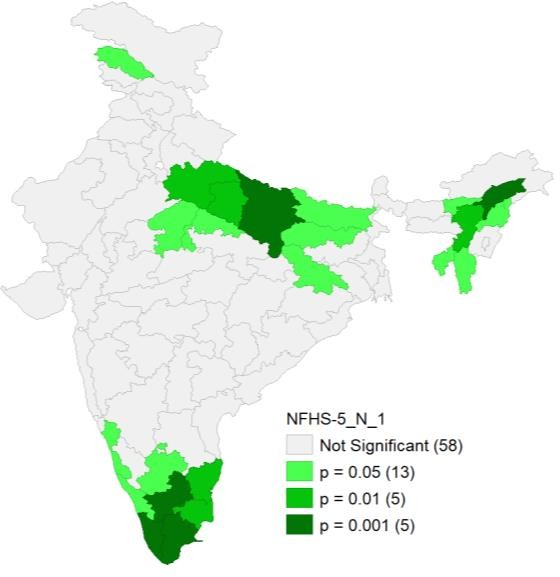 NFHS-5_N_1
Not Significant (58)
p = 0.05 (13)
p = 0.01 (5)
p = 0.001 (5)